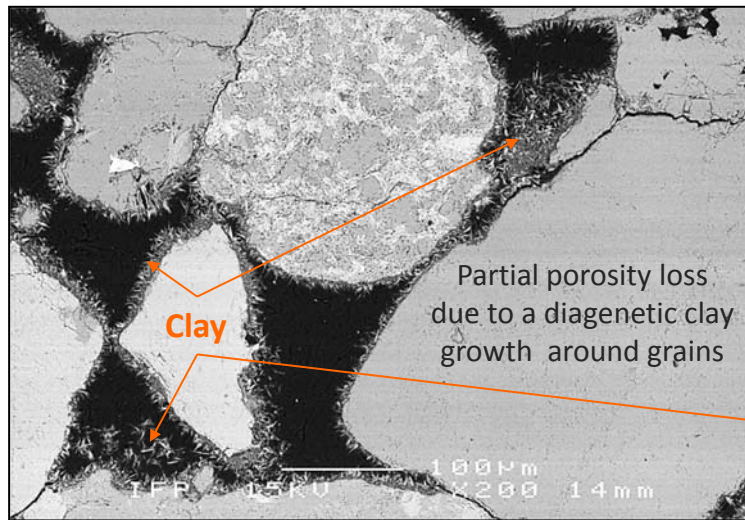 Partial porosity loss
due to a diagenetic clay
growth around grains
Clay
100µm
IFP 15KV X200 14mm